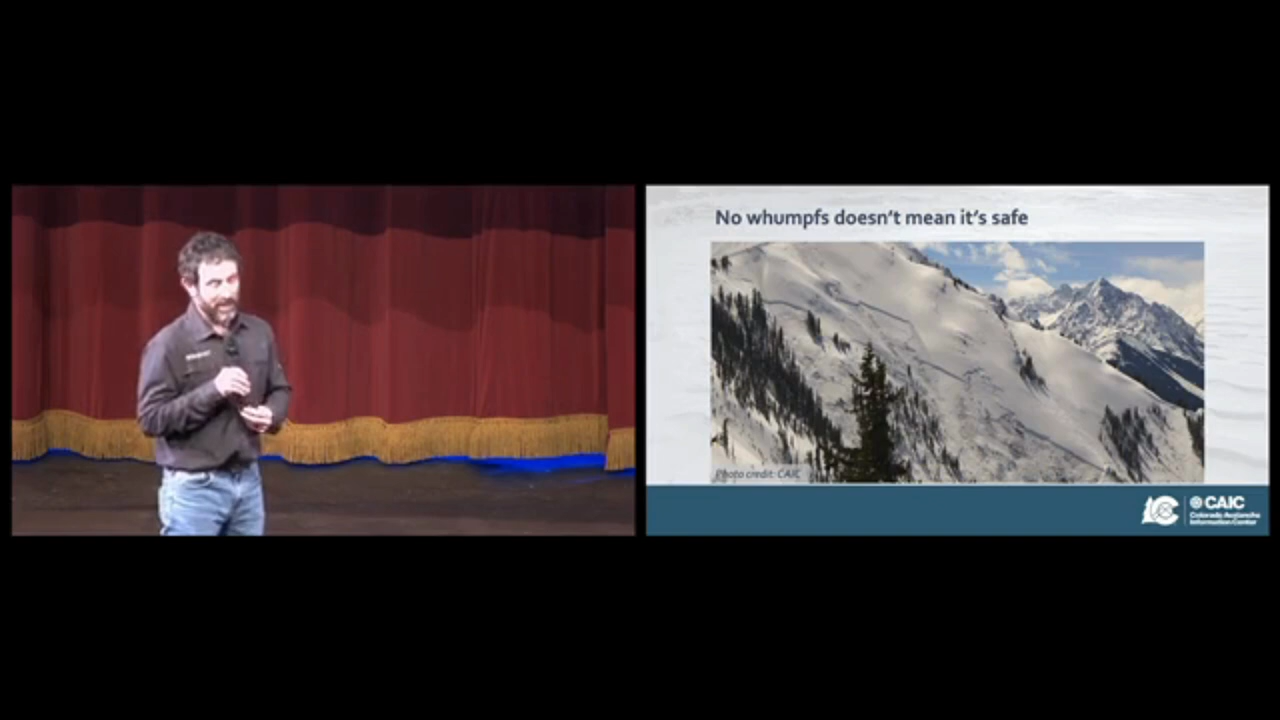 No whumpfs doesn't mean it's safe
Photo credit: CAIC
CAIC
Colorado Avalanche
Information Center